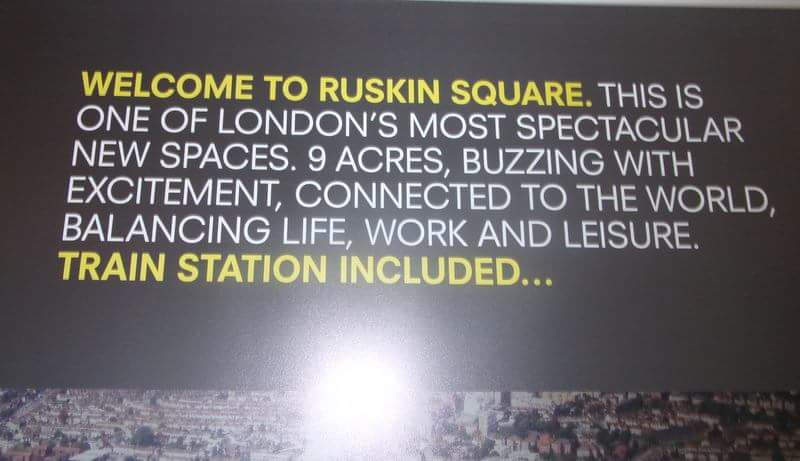 WELCOME TO RUSKIN SQUARE. THIS IS
ONE OF LONDON'S MOST SPECTACULAR
NEW SPACES. 9 ACRES, BUZZING WITH
EXCITEMENT, CONNECTED TO THE WORLD,
BALANCING LIFE, WORK AND LEISURE.
TRAIN STATION INCLUDED...